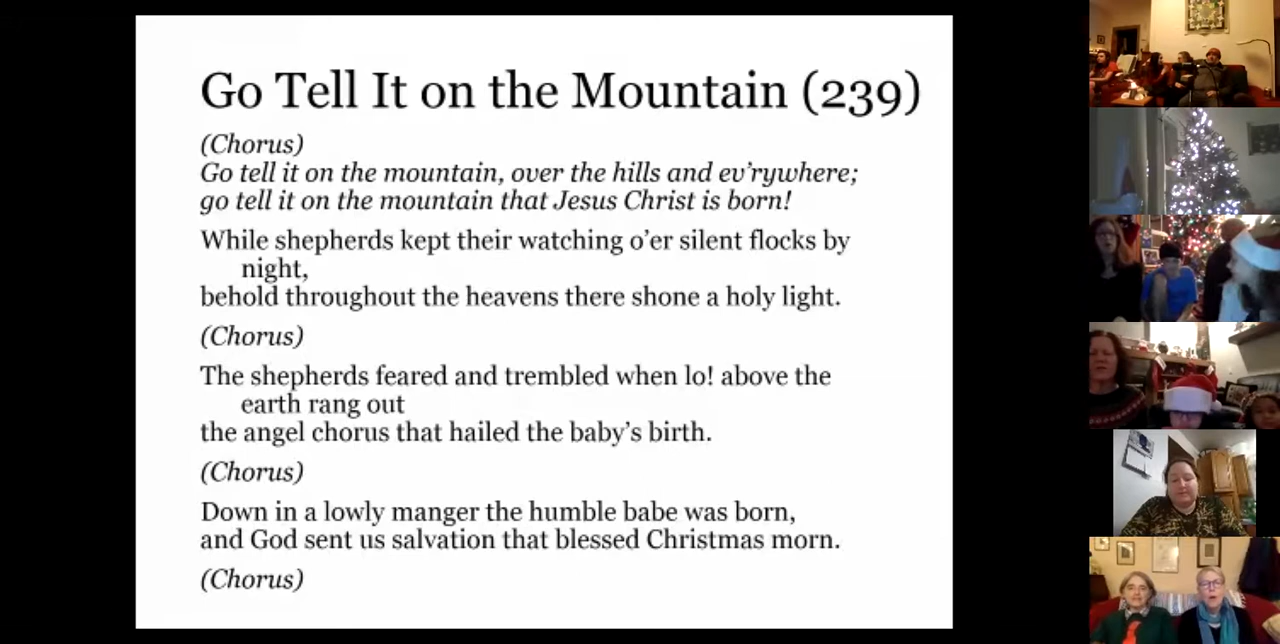 Go Tell It on the Mountain (239)
(Chorus)
Go tell it on the mountain, over the hills and ev’rywhere;
go tell it on the mountain that Jesus Christ is born!
While shepherds kept their watching o’er silent flocks by
night,
behold throughout the heavens there shone a holy light.
(Chorus)
The shepherds feared and trembled when lo! above the
earth rang out
the angel chorus that hailed the baby’s birth.
(Chorus)
Down in a lowly manger the humble babe was born,
and God sent us salvation that blessed Christmas morn.
(Chorus)